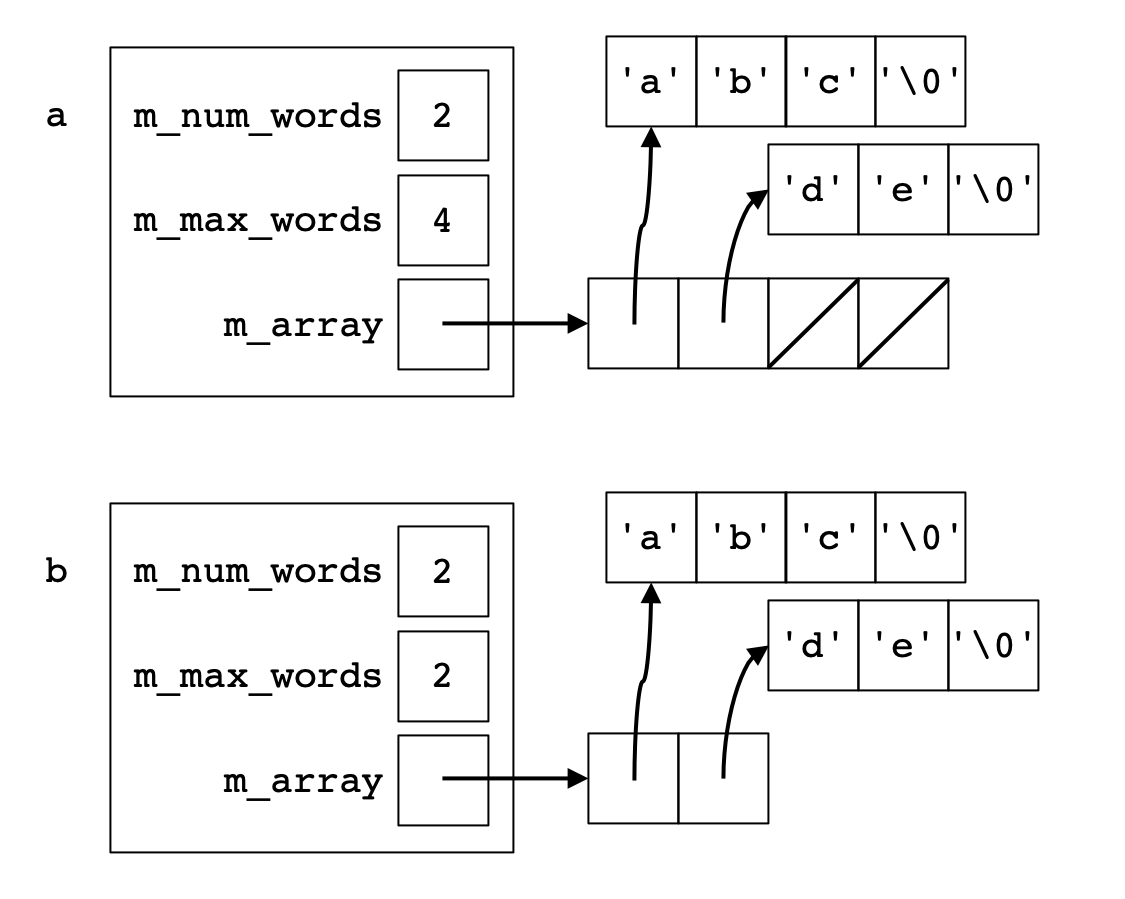 a
m_num_words 2
'a' 'b' 'c' '\0'
'd' 'e' '\0'
m_max_words 4
m_array
b
m_num_words 2
'a' 'b' 'c' '\0'
'd' 'e' '\0'
m_max_words 2
m_array